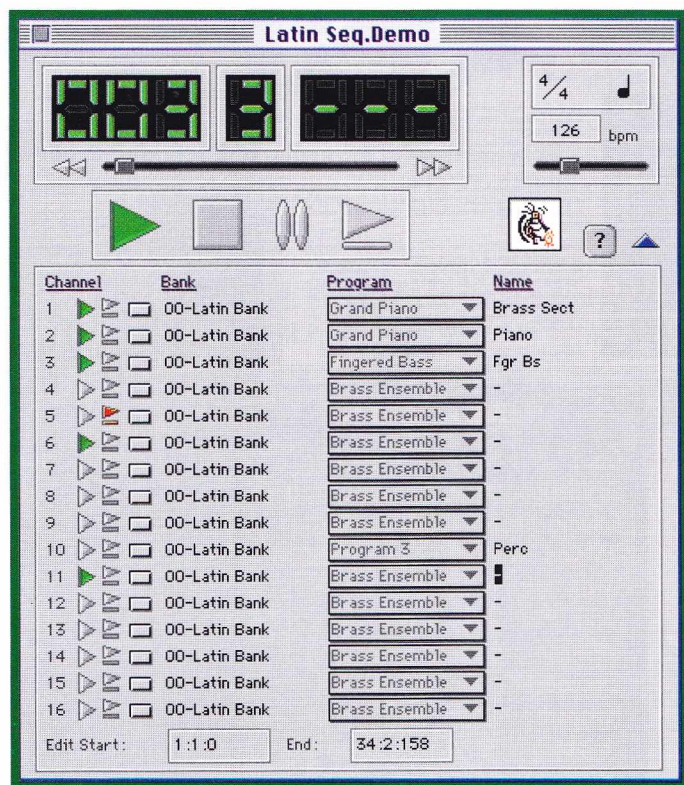 Latin Seq.Demo
3 - - -
4/4
126 bpm
?
Channel Bank Program Name
1 00-Latin Bank Grand Piano Brass Sect
2 00-Latin Bank Grand Piano Piano
3 00-Latin Bank Fingered Bass Fgr Bs
4 00-Latin Bank Brass Ensemble -
5 00-Latin Bank Brass Ensemble -
6 00-Latin Bank Brass Ensemble -
7 00-Latin Bank Brass Ensemble -
8 00-Latin Bank Brass Ensemble -
9 00-Latin Bank Brass Ensemble -
10 00-Latin Bank Program 3 Perc
11 00-Latin Bank Brass Ensemble -
12 00-Latin Bank Brass Ensemble -
13 00-Latin Bank Brass Ensemble -
14 00-Latin Bank Brass Ensemble -
15 00-Latin Bank Brass Ensemble -
16 00-Latin Bank Brass Ensemble -
Edit Start: 1:1:0 End: 34:2:158